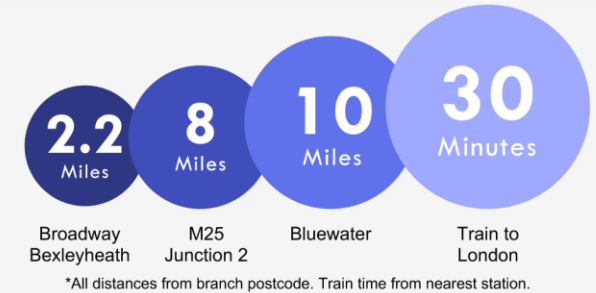 2.2
Miles
8
Miles
10
Miles
30
Minutes
Broadway
Bexleyheath
M25
Junction 2
Bluewater
Train to
London
*All distances from branch postcode. Train time from nearest station.